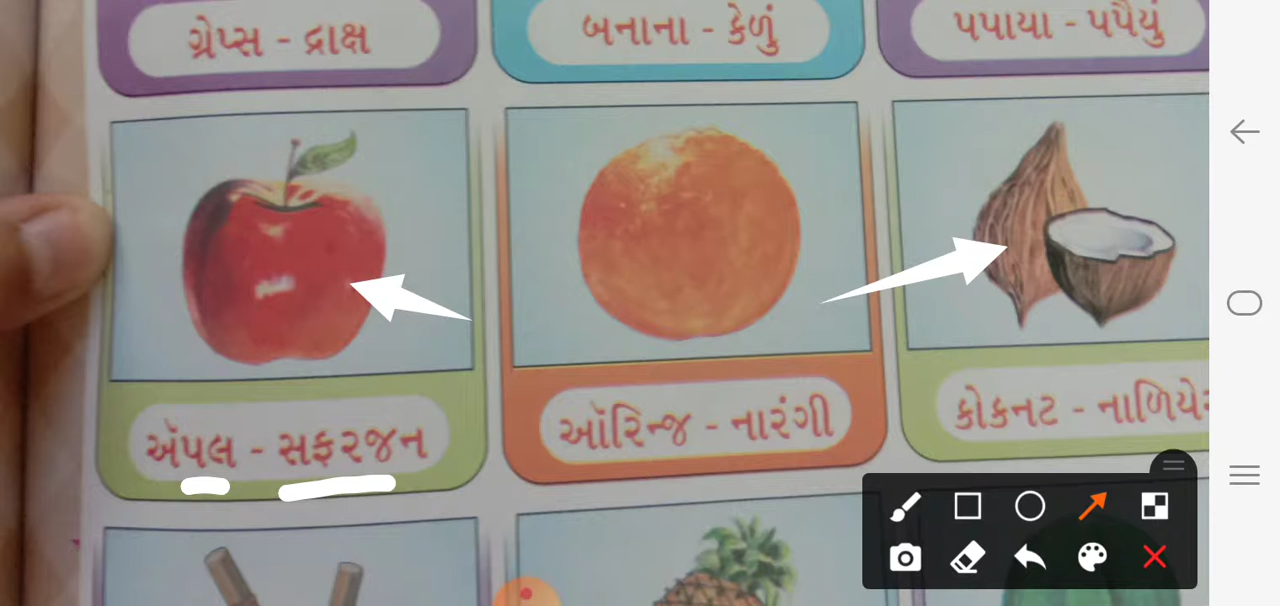 ગ્રેપ્સ - દ્રાક્ષ
બનાના - કેળું
પપાયા - પપૈયું
ઍપલ - સફરજન
ઑરિન્જ - નારંગી
કોકનટ -